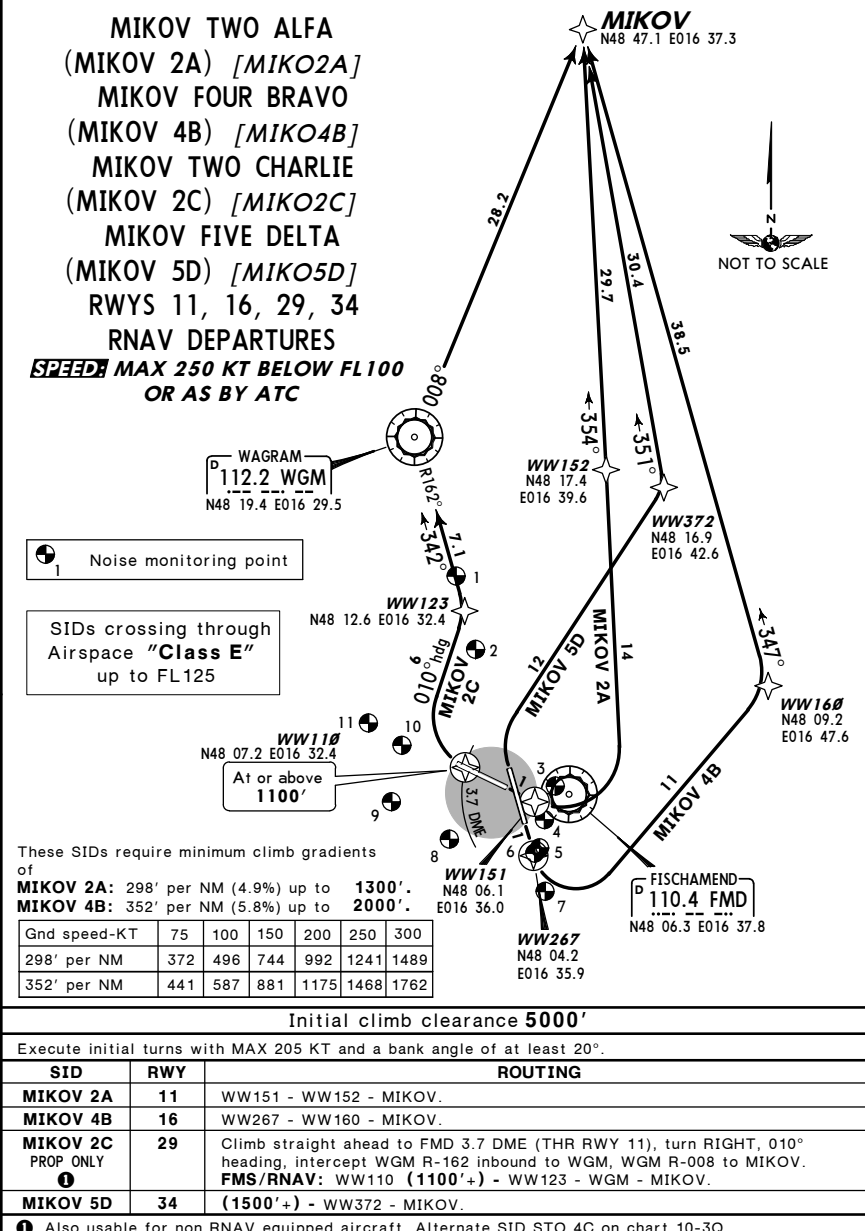 MIKOV TWO ALFA
(MIKOV 2A) [MIKO2A]
MIKOV FOUR BRAVO
(MIKOV 4B) [MIKO4B]
MIKOV TWO CHARLIE
(MIKOV 2C) [MIKO2C]
MIKOV FIVE DELTA
(MIKOV 5D) [MIKO5D]
RWYS 11, 16, 29, 34
RNAV DEPARTURES
SPEED: MAX 250 KT BELOW FL100
OR AS BY ATC
MIKOV
N48 47.1 E016 37.3
N
NOT TO SCALE
28.2
29.7
30.4
38.5
008°
WAGRAM
D 112.2 WGM
N48 19.4 E016 29.5
R162°
342°
7.1
354°
351°
347°
WW152
N48 17.4
E016 39.6
WW372
N48 16.9
E016 42.6
1 Noise monitoring point
1
WW123
N48 12.6 E016 32.4
SIDs crossing through
Airspace "Class E"
up to FL125
2
6
010° hdg
MIKOV
2C
12
MIKOV 5D
MIKOV 2A
14
WW160
N48 09.2
E016 47.6
11
MIKOV 4B
11
10
WW110
N48 07.2 E016 32.4
At or above
1100'
9
8
3.7 DME
1
1
3
4
6
5
7
WW151
N48 06.1
E016 36.0
WW267
N48 04.2
E016 35.9
FISCHAMEND
D 110.4 FMD
N48 06.3 E016 37.8
These SIDs require minimum climb gradients
of
MIKOV 2A: 298' per NM (4.9%) up to 1300'.
MIKOV 4B: 352' per NM (5.8%) up to 2000'.
Gnd speed-KT 75 100 150 200 250 300
298' per NM 372 496 744 992 1241 1489
352' per NM 441 587 881 1175 1468 1762
Initial climb clearance 5000'
Execute initial turns with MAX 205 KT and a bank angle of at least 20°.
SID RWY ROUTING
MIKOV 2A 11 WW151 - WW152 - MIKOV.
MIKOV 4B 16 WW267 - WW160 - MIKOV.
MIKOV 2C PROP ONLY 1 29 Climb straight ahead to FMD 3.7 DME (THR RWY 11), turn RIGHT, 010°
heading, intercept WGM R-162 inbound to WGM, WGM R-008 to MIKOV.
FMS/RNAV: WW110 (1100'+) - WW123 - WGM - MIKOV.
MIKOV 5D 34 (1500'+) - WW372 - MIKOV.
1 Also usable for non RNAV equipped aircraft. Alternate SID STO 4C on chart 10-3Q.